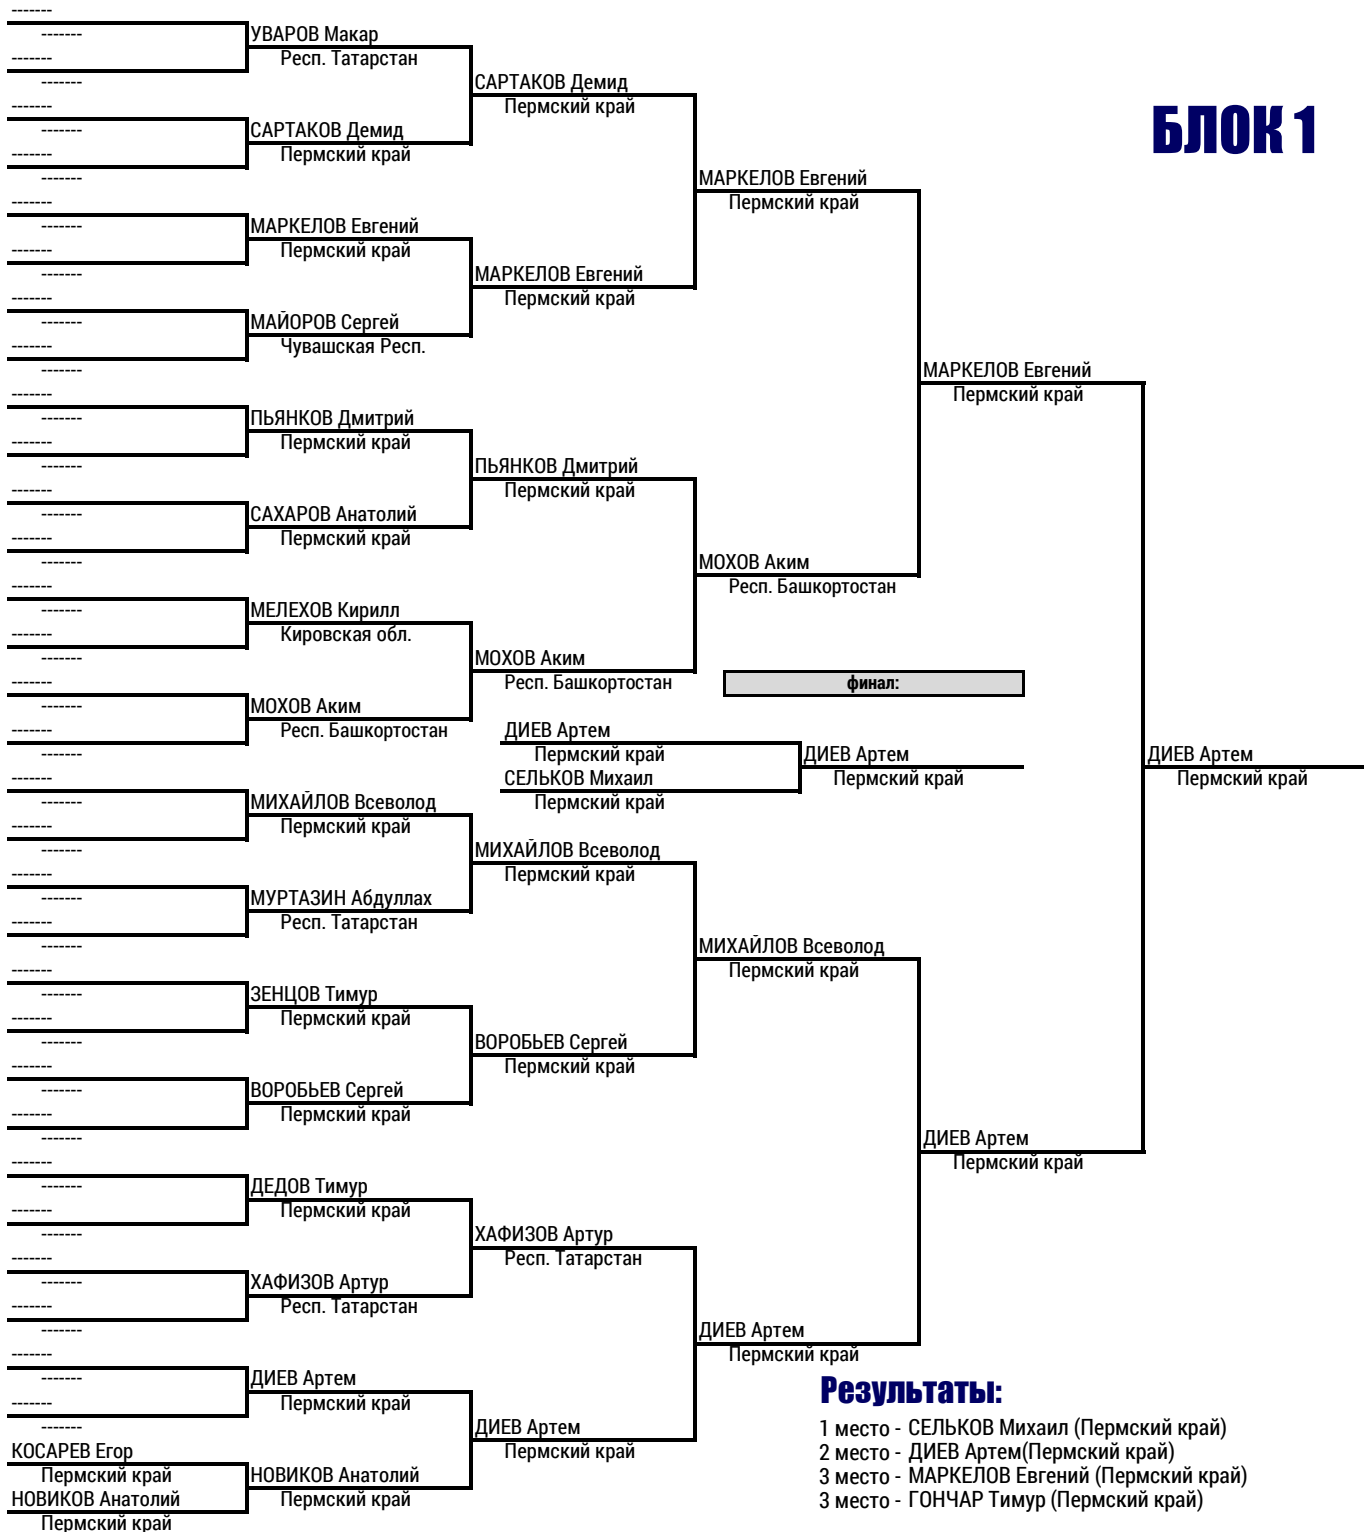 -------
-------
УВАРОВ Макар
-------
Респ. Татарстан
-------
САРТАКОВ Демид
-------
Пермский край
БЛОК 1
-------
САРТАКОВ Демид
-------
Пермский край
-------
МАРКЕЛОВ Евгений
-------
Пермский край
-------
МАРКЕЛОВ Евгений
-------
Пермский край
-------
МАРКЕЛОВ Евгений
-------
Пермский край
-------
МАЙОРОВ Сергей
-------
Чувашская Респ.
-------
МАРКЕЛОВ Евгений
-------
Пермский край
-------
ПЬЯНКОВ Дмитрий
-------
Пермский край
-------
ПЬЯНКОВ Дмитрий
-------
Пермский край
-------
САХАРОВ Анатолий
-------
Пермский край
-------
МОХОВ Аким
-------
Респ. Башкортостан
-------
МЕЛЕХОВ Кирилл
-------
Кировская обл.
-------
МОХОВ Аким
-------
Респ. Башкортостан
финал:
-------
МОХОВ Аким
-------
Респ. Башкортостан
ДИЕВ Артем
Пермский край
СЕЛЬКОВ Михаил
Пермский край
ДИЕВ Артем
Пермский край
ДИЕВ Артем
Пермский край
-------
-------
-------
МИХАЙЛОВ Всеволод
-------
Пермский край
-------
МИХАЙЛОВ Всеволод
-------
Пермский край
-------
МУРТАЗИН Абдуллах
-------
Респ. Татарстан
-------
МИХАЙЛОВ Всеволод
-------
Пермский край
-------
ЗЕНЦОВ Тимур
-------
Пермский край
-------
ВОРОБЬЕВ Сергей
-------
Пермский край
-------
ВОРОБЬЕВ Сергей
-------
Пермский край
-------
ДИЕВ Артем
-------
Пермский край
-------
ДЕДОВ Тимур
-------
Пермский край
-------
ХАФИЗОВ Артур
-------
Респ. Татарстан
-------
ХАФИЗОВ Артур
-------
Респ. Татарстан
-------
ДИЕВ Артем
-------
Пермский край
-------
ДИЕВ Артем
-------
Пермский край
-------
ДИЕВ Артем
Пермский край
КОСАРЕВ Егор
Пермский край
НОВИКОВ Анатолий
Пермский край
НОВИКОВ Анатолий
Пермский край
Результаты:
1 место - СЕЛЬКОВ Михаил (Пермский край)
2 место - ДИЕВ Артем(Пермский край)
3 место - МАРКЕЛОВ Евгений (Пермский край)
3 место - ГОНЧАР Тимур (Пермский край)